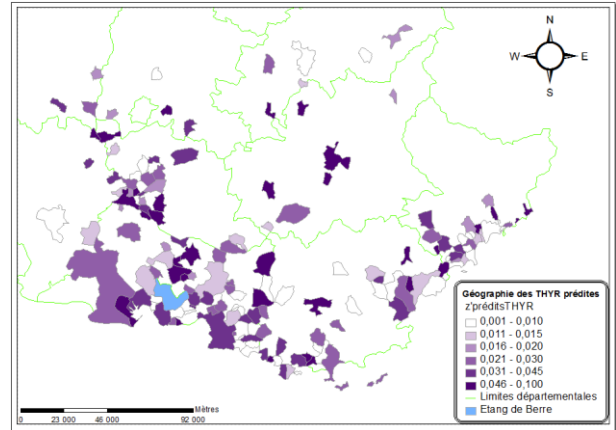 N
W E
S
Géographie des THYR prédites
z'préditsTHYR
0,001 - 0,010
0,011 - 0,015
0,016 - 0,020
0,021 - 0,030
0,031 - 0,045
0,046 - 0,100
Limites départementales
Etang de Berre
Mètres
0 23 000 46 000 92 000